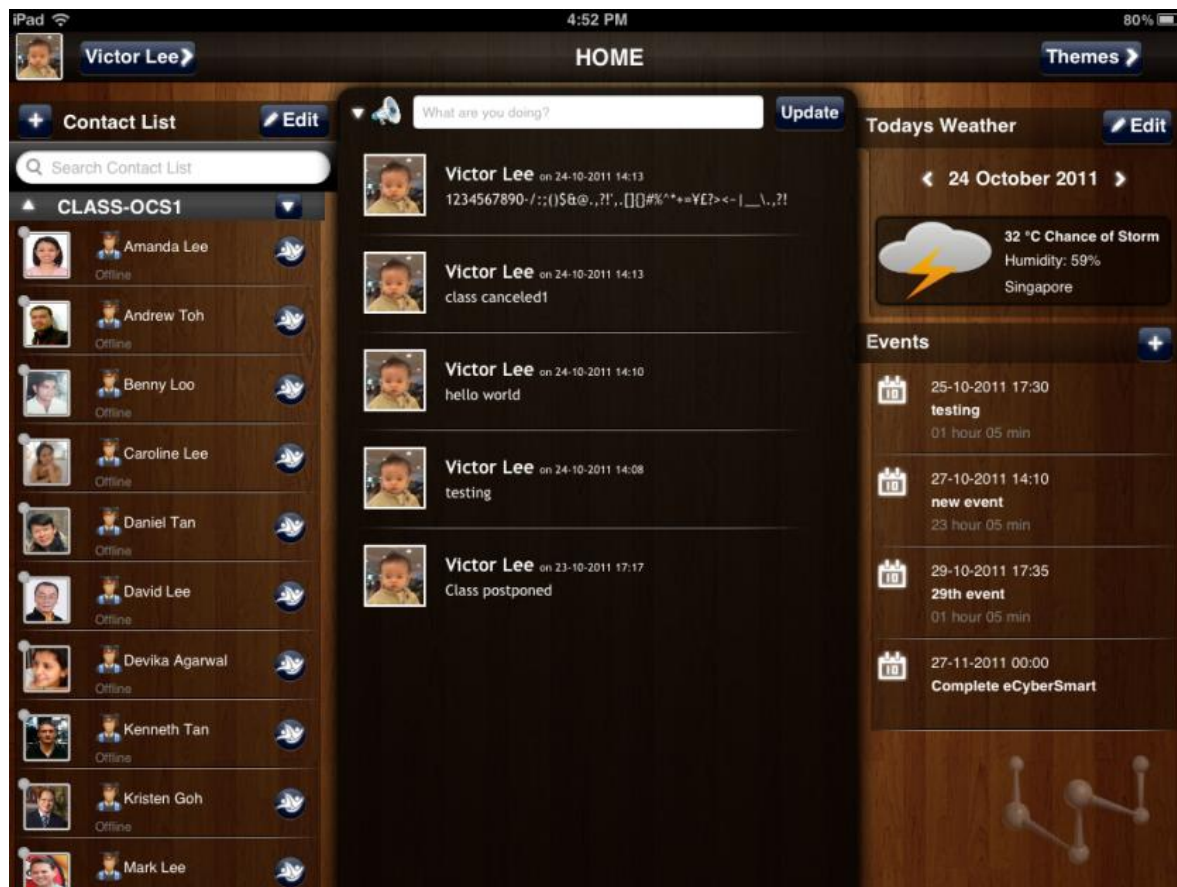 iPad 4:52 PM 80%
Victor Lee HOME Themes
+ Contact List Edit
Search Contact List
CLASS-OCS1
Amanda Lee
Offline
Andrew Toh
Offline
Benny Loo
Offline
Caroline Lee
Offline
Daniel Tan
Offline
David Lee
Offline
Devika Agarwal
Offline
Kenneth Tan
Offline
Kristen Goh
Offline
Mark Lee
What are you doing? Update
Victor Lee on 24-10-2011 14:13
1234567890-/:;()$&@.,?!',.[]{}#%^*+=¥£?><~|__\.,?!
Victor Lee on 24-10-2011 14:13
class canceled1
Victor Lee on 24-10-2011 14:10
hello world
Victor Lee on 24-10-2011 14:08
testing
Victor Lee on 23-10-2011 17:17
Class postponed
Todays Weather Edit
24 October 2011
32 °C Chance of Storm
Humidity: 59%
Singapore
Events +
10
25-10-2011 17:30
testing
01 hour 05 min
10
27-10-2011 14:10
new event
23 hour 05 min
10
29-10-2011 17:35
29th event
01 hour 05 min
10
27-11-2011 00:00
Complete eCyberSmart